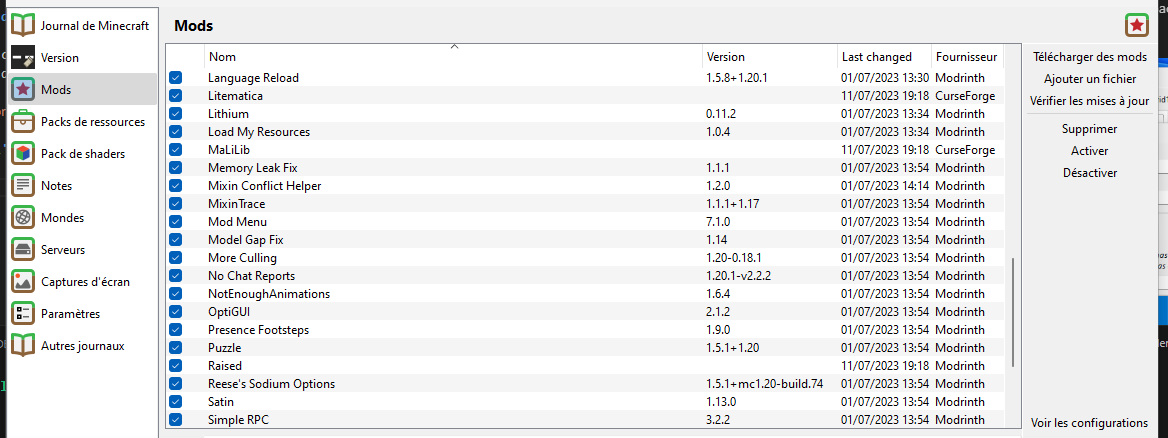 Journal de Minecraft
Version
Mods
Packs de ressources
Pack de shaders
Notes
Mondes
Serveurs
Captures d'écran
Paramètres
Autres journaux
Mods
Nom Version Last changed Fournisseur
Language Reload 1.5.8+1.20.1 01/07/2023 13:30 Modrinth
Litematica 11/07/2023 19:18 CurseForge
Lithium 0.11.2 01/07/2023 13:34 Modrinth
Load My Resources 1.0.4 01/07/2023 13:34 Modrinth
MaLiLib 11/07/2023 19:18 CurseForge
Memory Leak Fix 1.1.1 01/07/2023 13:54 Modrinth
Mixin Conflict Helper 1.2.0 01/07/2023 14:14 Modrinth
MixinTrace 1.1.1+1.17 01/07/2023 13:54 Modrinth
Mod Menu 7.1.0 01/07/2023 13:54 Modrinth
Model Gap Fix 1.14 01/07/2023 13:54 Modrinth
More Culling 1.20-0.18.1 01/07/2023 13:54 Modrinth
No Chat Reports 1.20.1-v2.2.2 01/07/2023 13:54 Modrinth
NotEnoughAnimations 1.6.4 01/07/2023 13:54 Modrinth
OptiGUI 2.1.2 01/07/2023 13:54 Modrinth
Presence Footsteps 1.9.0 01/07/2023 13:54 Modrinth
Puzzle 1.5.1+1.20 01/07/2023 13:54 Modrinth
Raised 11/07/2023 19:18 Modrinth
Reese's Sodium Options 1.5.1+mc1.20-build.74 01/07/2023 13:54 Modrinth
Satin 1.13.0 01/07/2023 13:54 Modrinth
Simple RPC 3.2.2 01/07/2023 13:54 Modrinth
Télécharger des mods
Ajouter un fichier
Vérifier les mises à jour
Supprimer
Activer
Désactiver
Voir les configurations